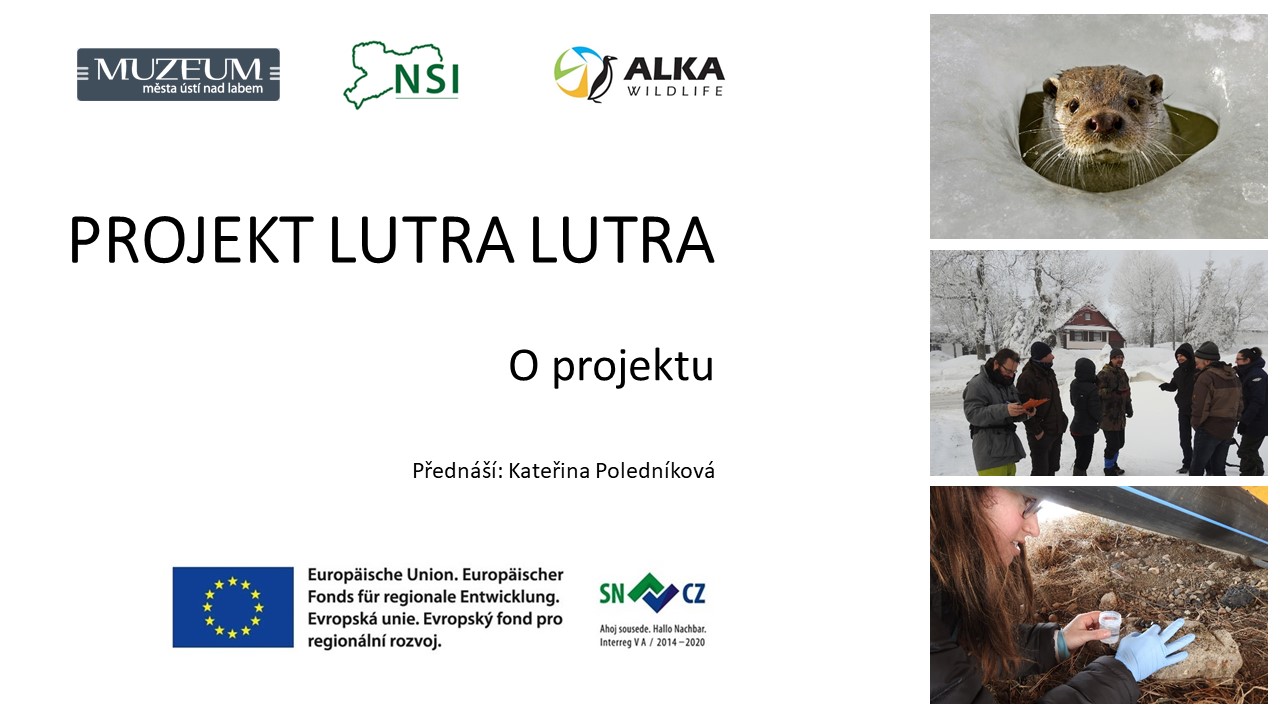 MUZEUM
města ústí nad labem
NSI
ALKA
WILDLIFE
PROJEKT LUTRA LUTRA
O projektu
Přednáší: Kateřina Poledníková
Europäische Union. Europäischer
Fonds für regionale Entwicklung.
Evropská unie. Evropský fond pro
regionální rozvoj.
SN CZ
Ahoj sousede. Hallo Nachbar.
Interreg V A / 2014 – 2020